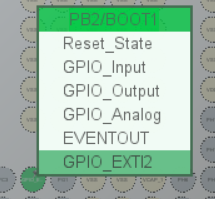 PB2/BOOT1
Reset_State
GPIO_Input
GPIO_Output
GPIO_Analog
EVENTOUT
GPIO_EXTI2